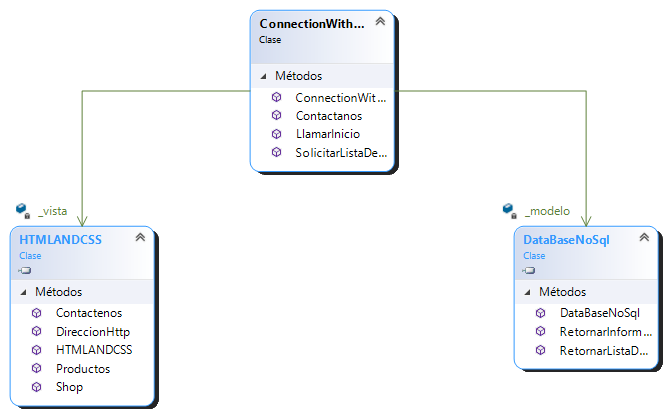 ConnectionWith...
Clase
Métodos
ConnectionWit...
Contactanos
LlamarInicio
SolicitarListaDe...
_vista
_modelo
HTMLANDCSS
Clase
Métodos
Contactenos
DireccionHttp
HTMLANDCSS
Productos
Shop
DataBaseNoSql
Clase
Métodos
DataBaseNoSql
RetornarInform...
RetornarListaD...